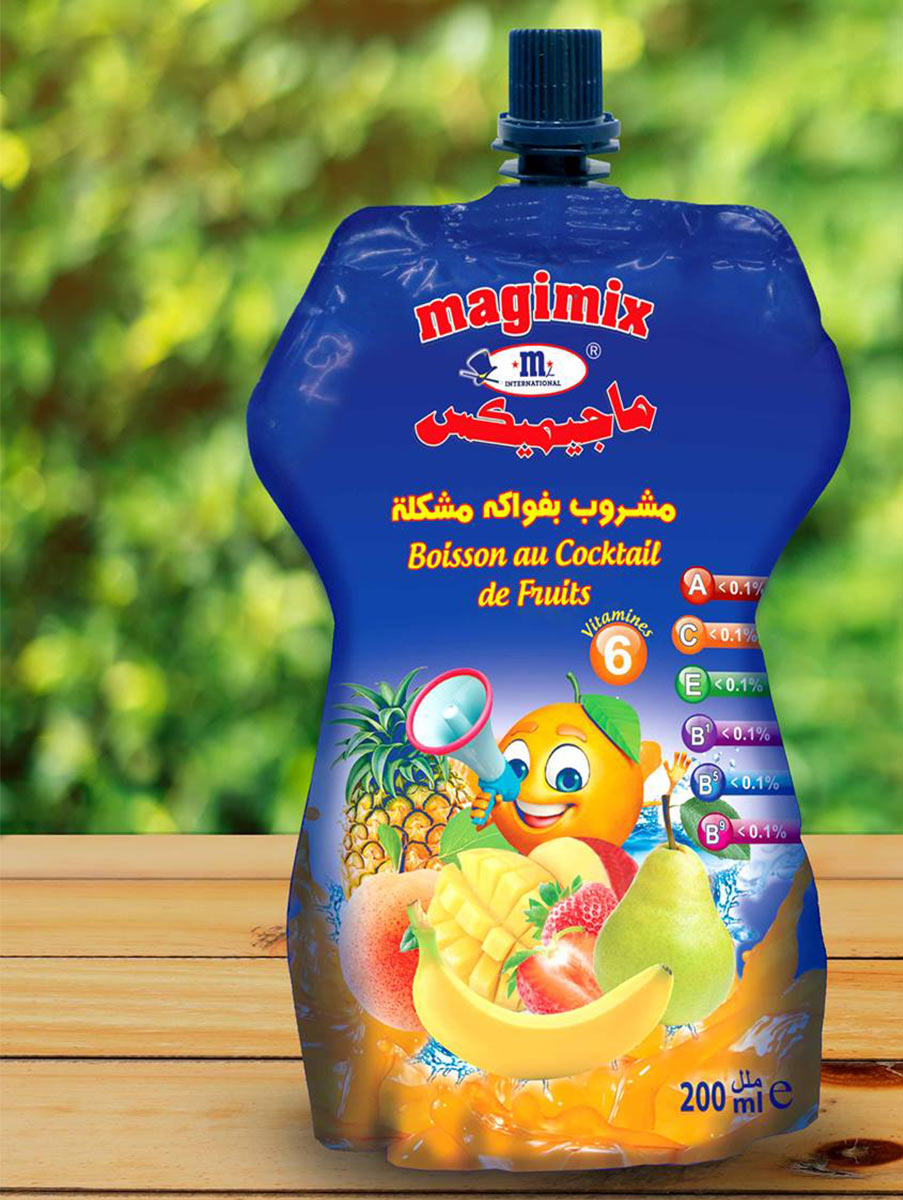 magimix
m
INTERNATIONAL
®
ماجيميكس
مشروب بفواكه مشكلة
Boisson au Cocktail
de Fruits
Vitamines
6
A < 0.1%
C < 0.1%
E < 0.1%
B1 < 0.1%
B5 < 0.1%
B9 < 0.1%
200 ملل ml e